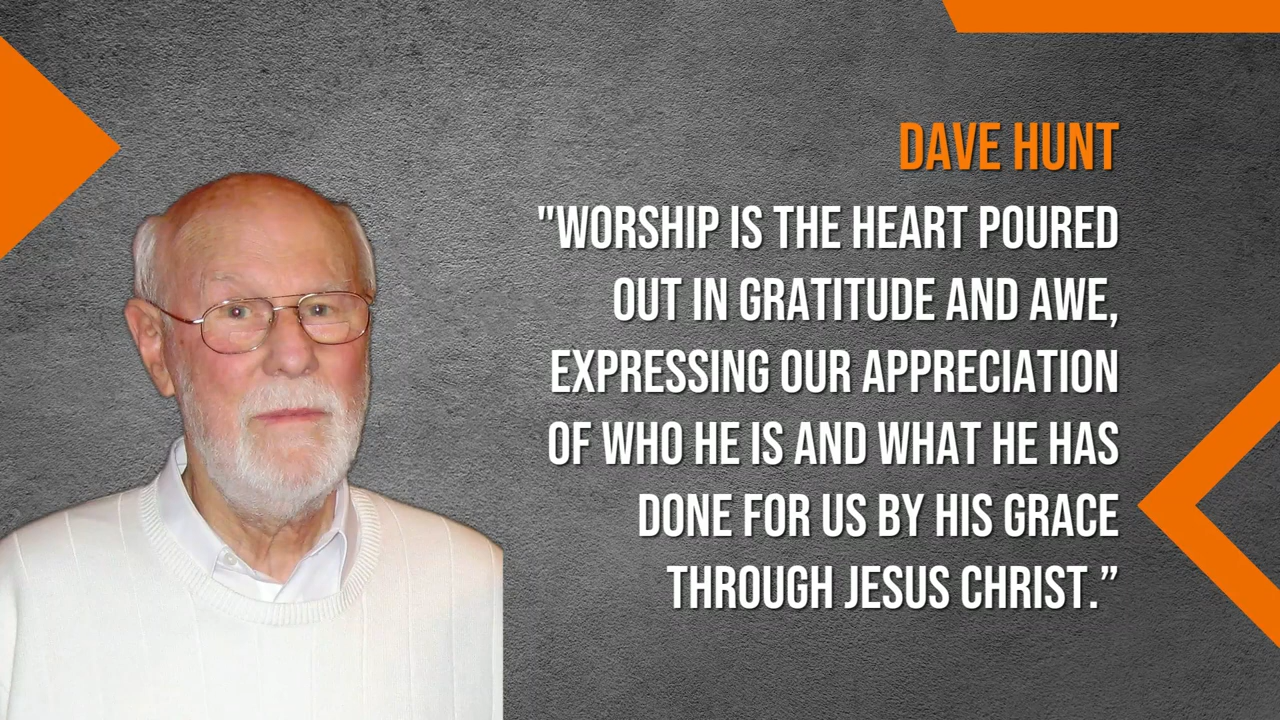 DAVE HUNT
"WORSHIP IS THE HEART POURED
OUT IN GRATITUDE AND AWE,
EXPRESSING OUR APPRECIATION
OF WHO HE IS AND WHAT HE HAS
DONE FOR US BY HIS GRACE
THROUGH JESUS CHRIST.”